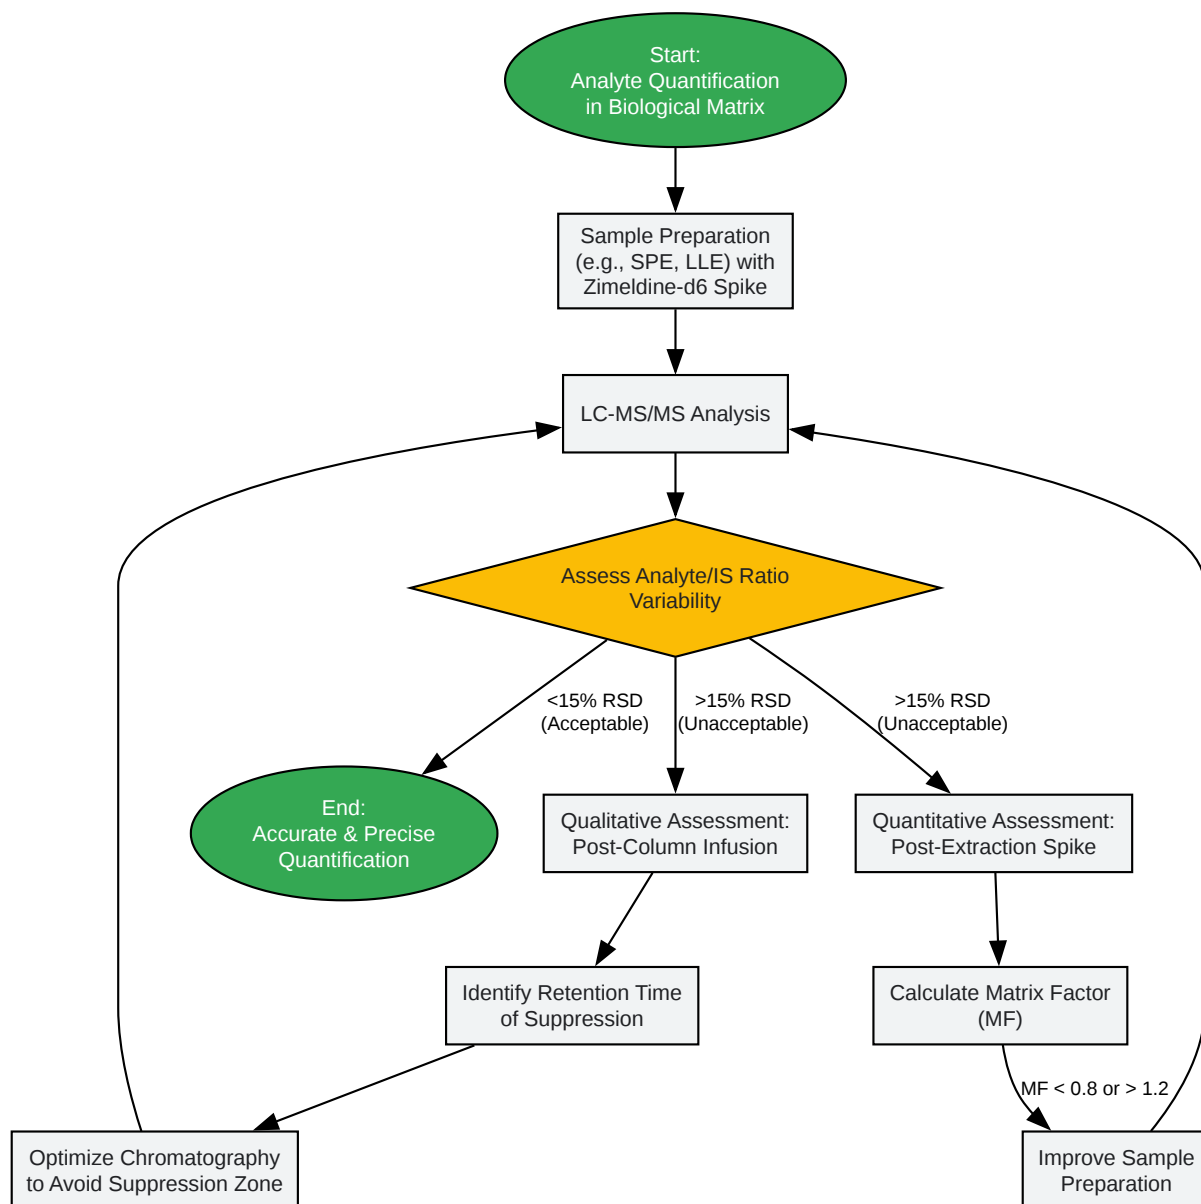 Start:
Analyte Quantification
in Biological Matrix
Sample Preparation
(e.g., SPE, LLE) with
Zimeldine-d6 Spike
LC-MS/MS Analysis
Assess Analyte/IS Ratio
Variability
<15% RSD
(Acceptable)
>15% RSD
(Unacceptable)
>15% RSD
(Unacceptable)
End:
Accurate & Precise
Quantification
Qualitative Assessment:
Post-Column Infusion
Quantitative Assessment:
Post-Extraction Spike
Identify Retention Time
of Suppression
Calculate Matrix Factor
(MF)
MF < 0.8 or > 1.2
Optimize Chromatography
to Avoid Suppression Zone
Improve Sample
Preparation